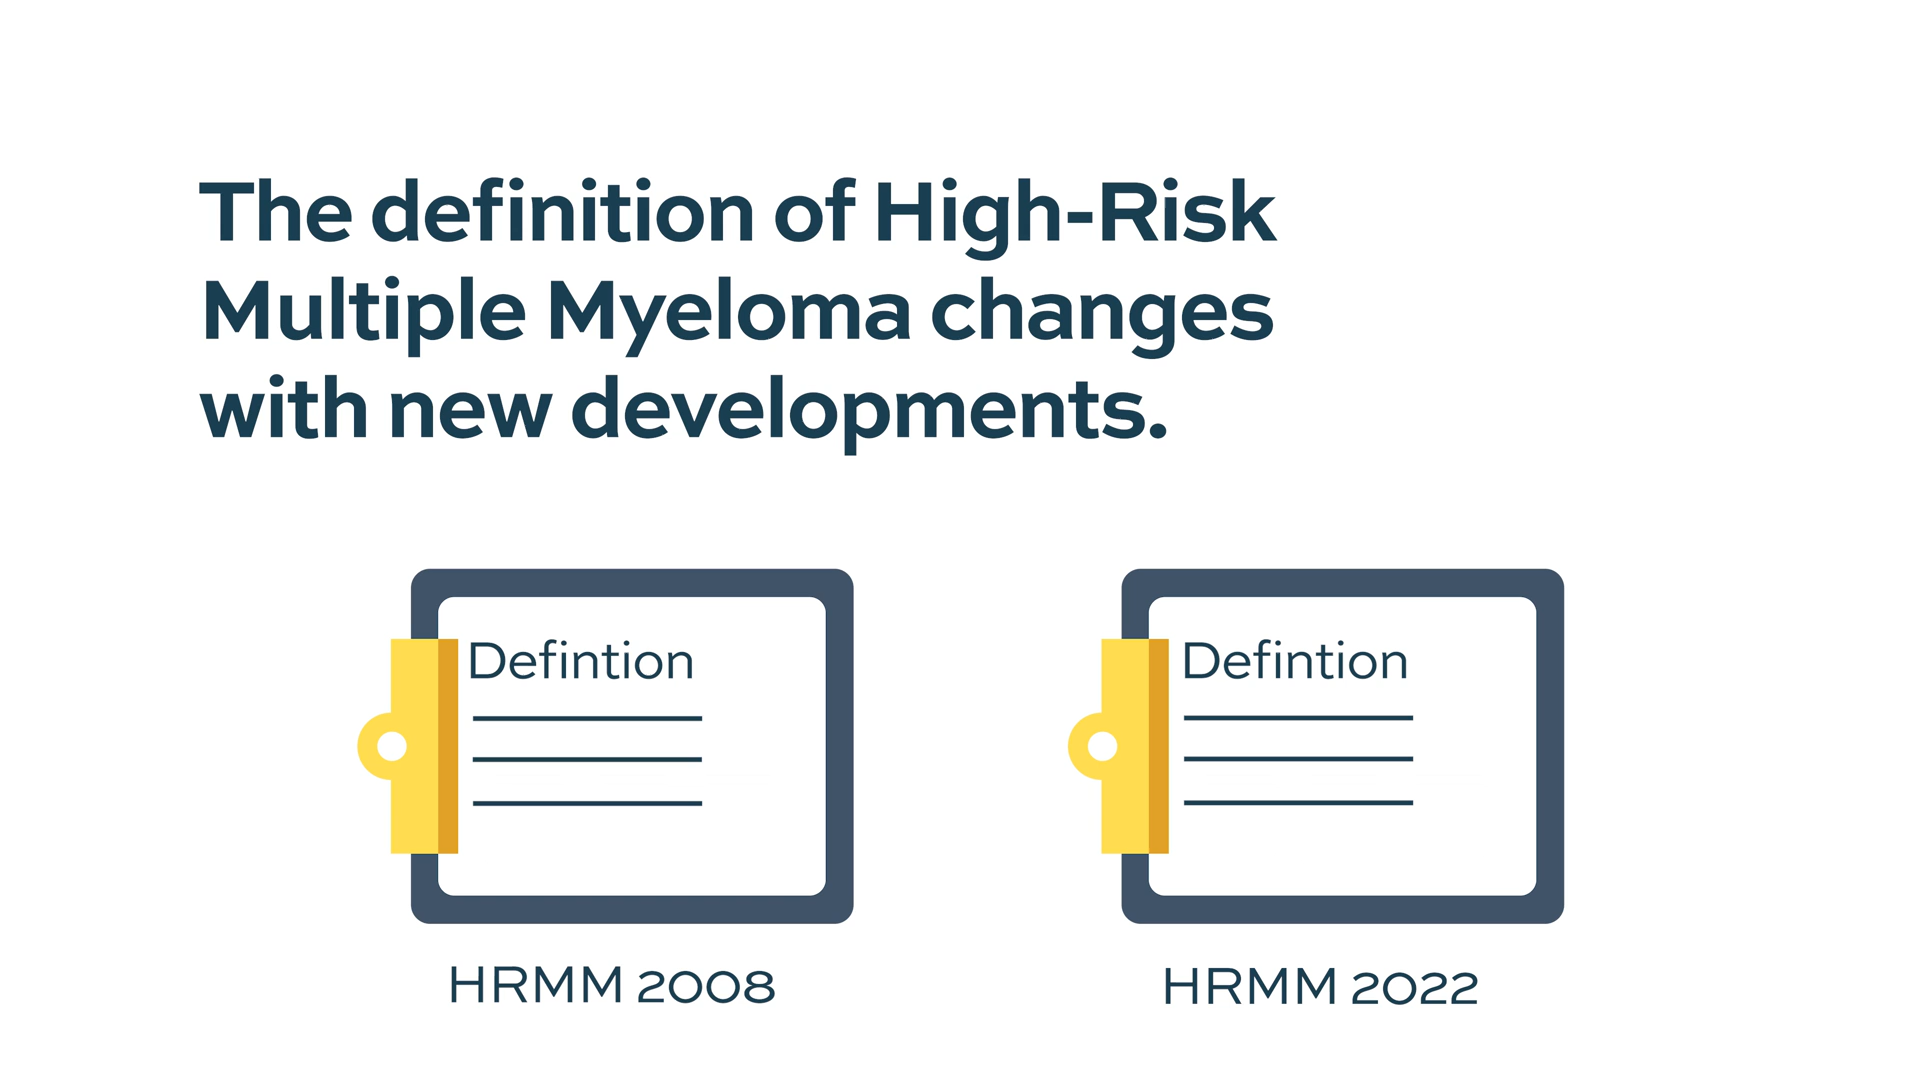 The definition of High-Risk
Multiple Myeloma changes
with new developments.
Defintion
Defintion
HRMM 2008
HRMM 2022